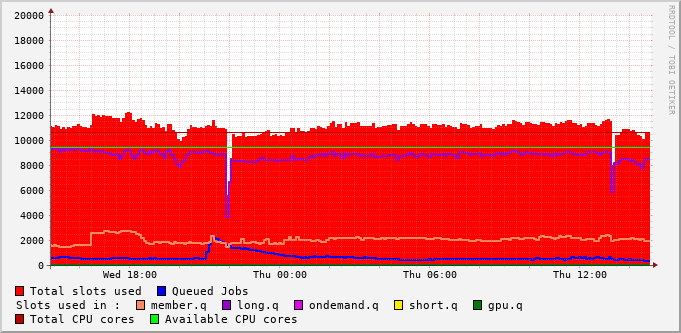 20000
18000
16000
14000
12000
10000
8000
6000
4000
2000
0
Wed 18:00 Thu 00:00 Thu 06:00 Thu 12:00
RRDTOOL / TOBI OETIKER
Total slots used Queued Jobs
Slots used in : member.q long.q ondemand.q short.q gpu.q
Total CPU cores Available CPU cores